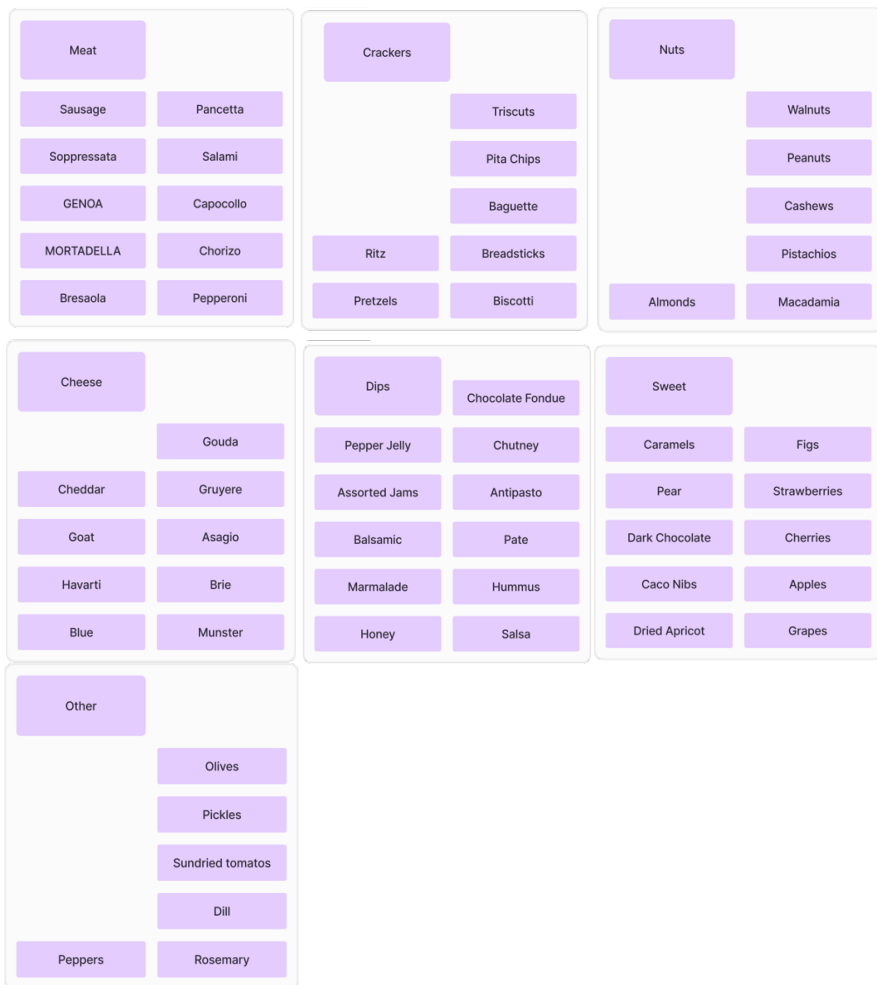 Meat
Sausage
Pancetta
Soppressata
Salami
GENOA
Capocollo
MORTADELLA
Chorizo
Bresaola
Pepperoni
Crackers
Triscuts
Pita Chips
Baguette
Ritz
Breadsticks
Pretzels
Biscotti
Nuts
Walnuts
Peanuts
Cashews
Pistachios
Almonds
Macadamia
Cheese
Gouda
Cheddar
Gruyere
Goat
Asagio
Havarti
Brie
Blue
Munster
Dips
Chocolate Fondue
Pepper Jelly
Chutney
Assorted Jams
Antipasto
Balsamic
Pate
Marmalade
Hummus
Honey
Salsa
Sweet
Caramels
Figs
Pear
Strawberries
Dark Chocolate
Cherries
Caco Nibs
Apples
Dried Apricot
Grapes
Other
Olives
Pickles
Sundried tomatos
Dill
Peppers
Rosemary